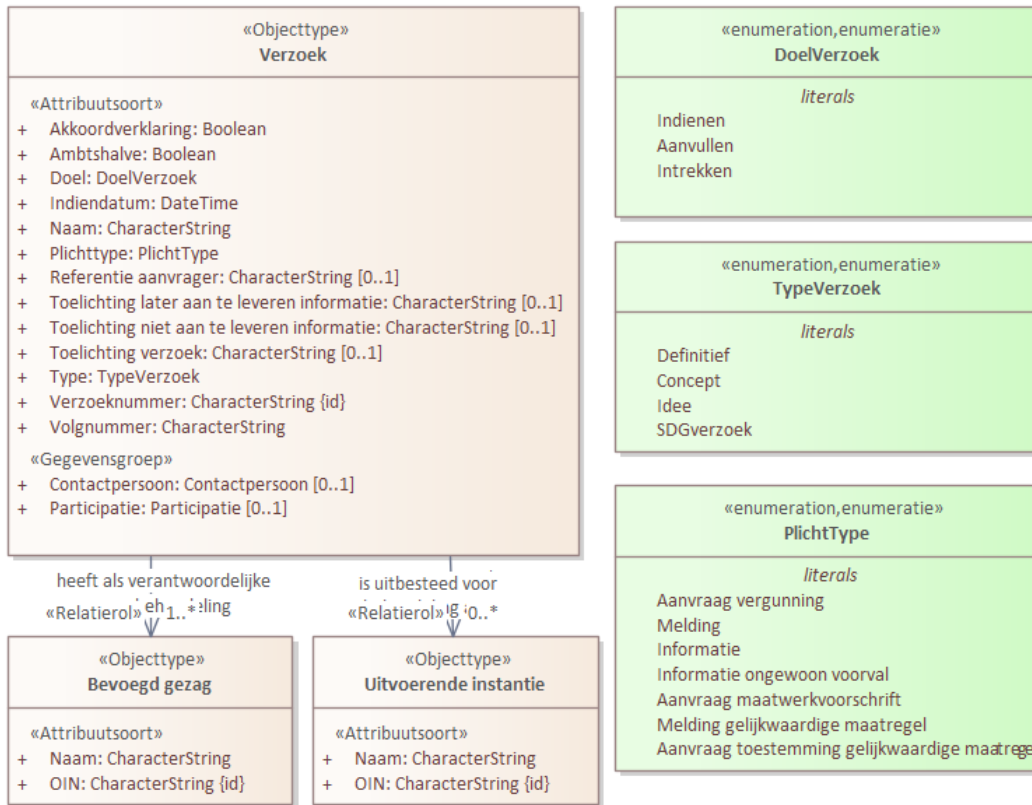 «Objecttype»
Verzoek
«Attribuutsoort»
+ Akkoordverklaring: Boolean
+ Ambtshalve: Boolean
+ Doel: DoelVerzoek
+ Indiendatum: DateTime
+ Naam: CharacterString
+ Plichttype: PlichtType
+ Referentie aanvrager: CharacterString [0..1]
+ Toelichting later aan te leveren informatie: CharacterString [0..1]
+ Toelichting niet aan te leveren informatie: CharacterString [0..1]
+ Toelichting verzoek: CharacterString [0..1]
+ Type: TypeVerzoek
+ Verzoeknummer: CharacterString {id}
+ Volgnummer: CharacterString
«Gegevensgroep»
+ Contactpersoon: Contactpersoon [0..1]
+ Participatie: Participatie [0..1]
heeft als verantwoordelijke
«Relatierol» 1..*
is uitbesteed voor
«Relatierol» 0..*
«Objecttype»
Bevoegd gezag
«Attribuutsoort»
+ Naam: CharacterString
+ OIN: CharacterString {id}
«Objecttype»
Uitvoerende instantie
«Attribuutsoort»
+ Naam: CharacterString
+ OIN: CharacterString {id}
«enumeration,enumeratie»
DoelVerzoek
literals
Indienen
Aanvullen
Intrekken
«enumeration,enumeratie»
TypeVerzoek
literals
Definitief
Concept
Idee
SDGverzoek
«enumeration,enumeratie»
PlichtType
literals
Aanvraag vergunning
Melding
Informatie
Informatie ongewoon voorval
Aanvraag maatwerkvoorschrift
Melding gelijkwaardige maatregel
Aanvraag toestemming gelijkwaardige